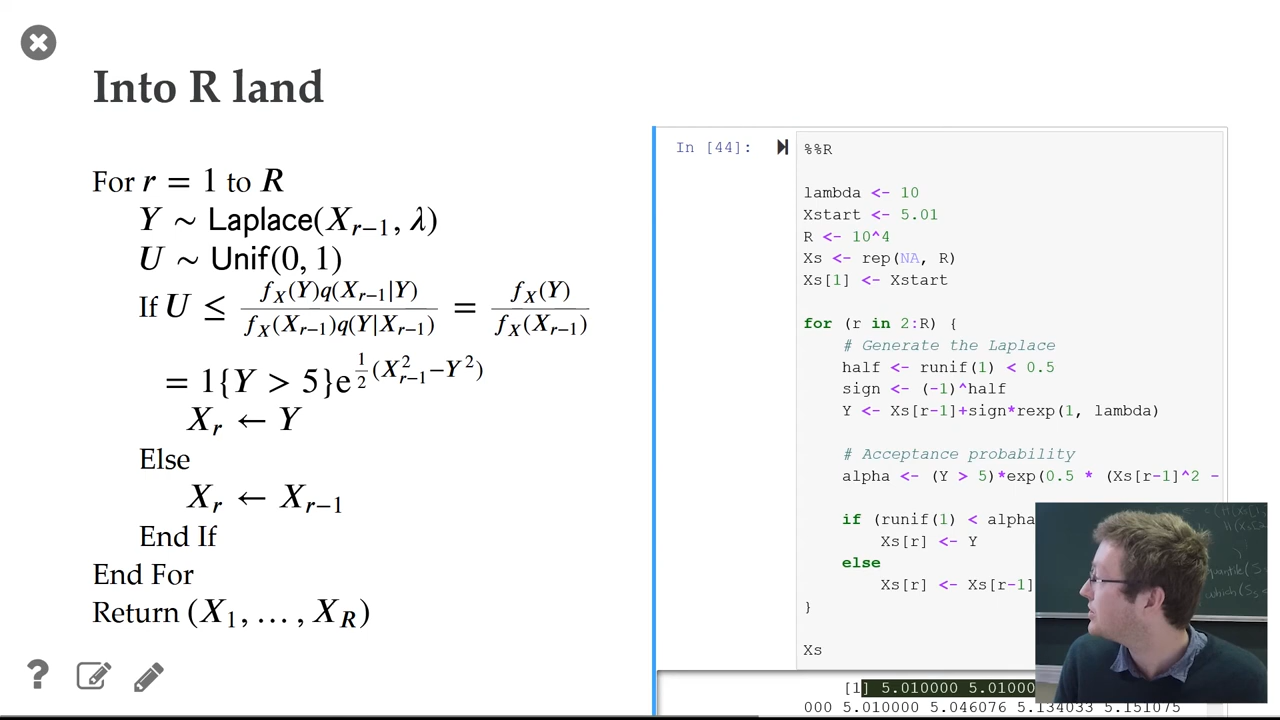 Into R land
For r = 1 to R
Y ∼ Laplace(X_{r−1}, λ)
U ∼ Unif(0, 1)
If U ≤ \frac{f_X(Y)q(X_{r−1}|Y)}{f_X(X_{r−1})q(Y|X_{r−1})} = \frac{f_X(Y)}{f_X(X_{r−1})}
= 1{Y > 5}e^{\frac{1}{2}(X_{r−1}^2−Y^2)}
X_r ← Y
Else
X_r ← X_{r−1}
End If
End For
Return (X_1, …, X_R)
?
In [44]:
%%R
lambda <- 10
Xstart <- 5.01
R <- 10^4
Xs <- rep(NA, R)
Xs[1] <- Xstart
for (r in 2:R) {
# Generate the Laplace
half <- runif(1) < 0.5
sign <- (-1)^half
Y <- Xs[r-1]+sign*rexp(1, lambda)
# Acceptance probability
alpha <- (Y > 5)*exp(0.5 * (Xs[r-1]^2 -
if (runif(1) < alpha
Xs[r] <- Y
else
Xs[r] <- Xs[r-1]
}
Xs
[1] 5.010000 5.01000
000 5.010000 5.046076 5.134033 5.151075
quantile(
which(